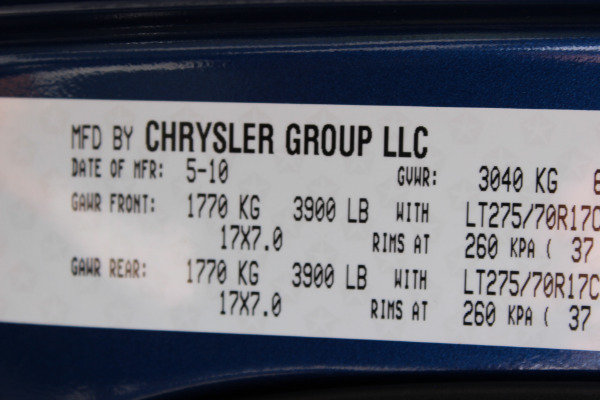 MFD BY CHRYSLER GROUP LLC
DATE OF MFR: 5-10 GVWR: 3040 KG
GAWR FRONT: 1770 KG 3900 LB WITH LT275/70R17C
17X7.0 RIMS AT 260 KPA ( 37
GAWR REAR: 1770 KG 3900 LB WITH LT275/70R17C
17X7.0 RIMS AT 260 KPA ( 37